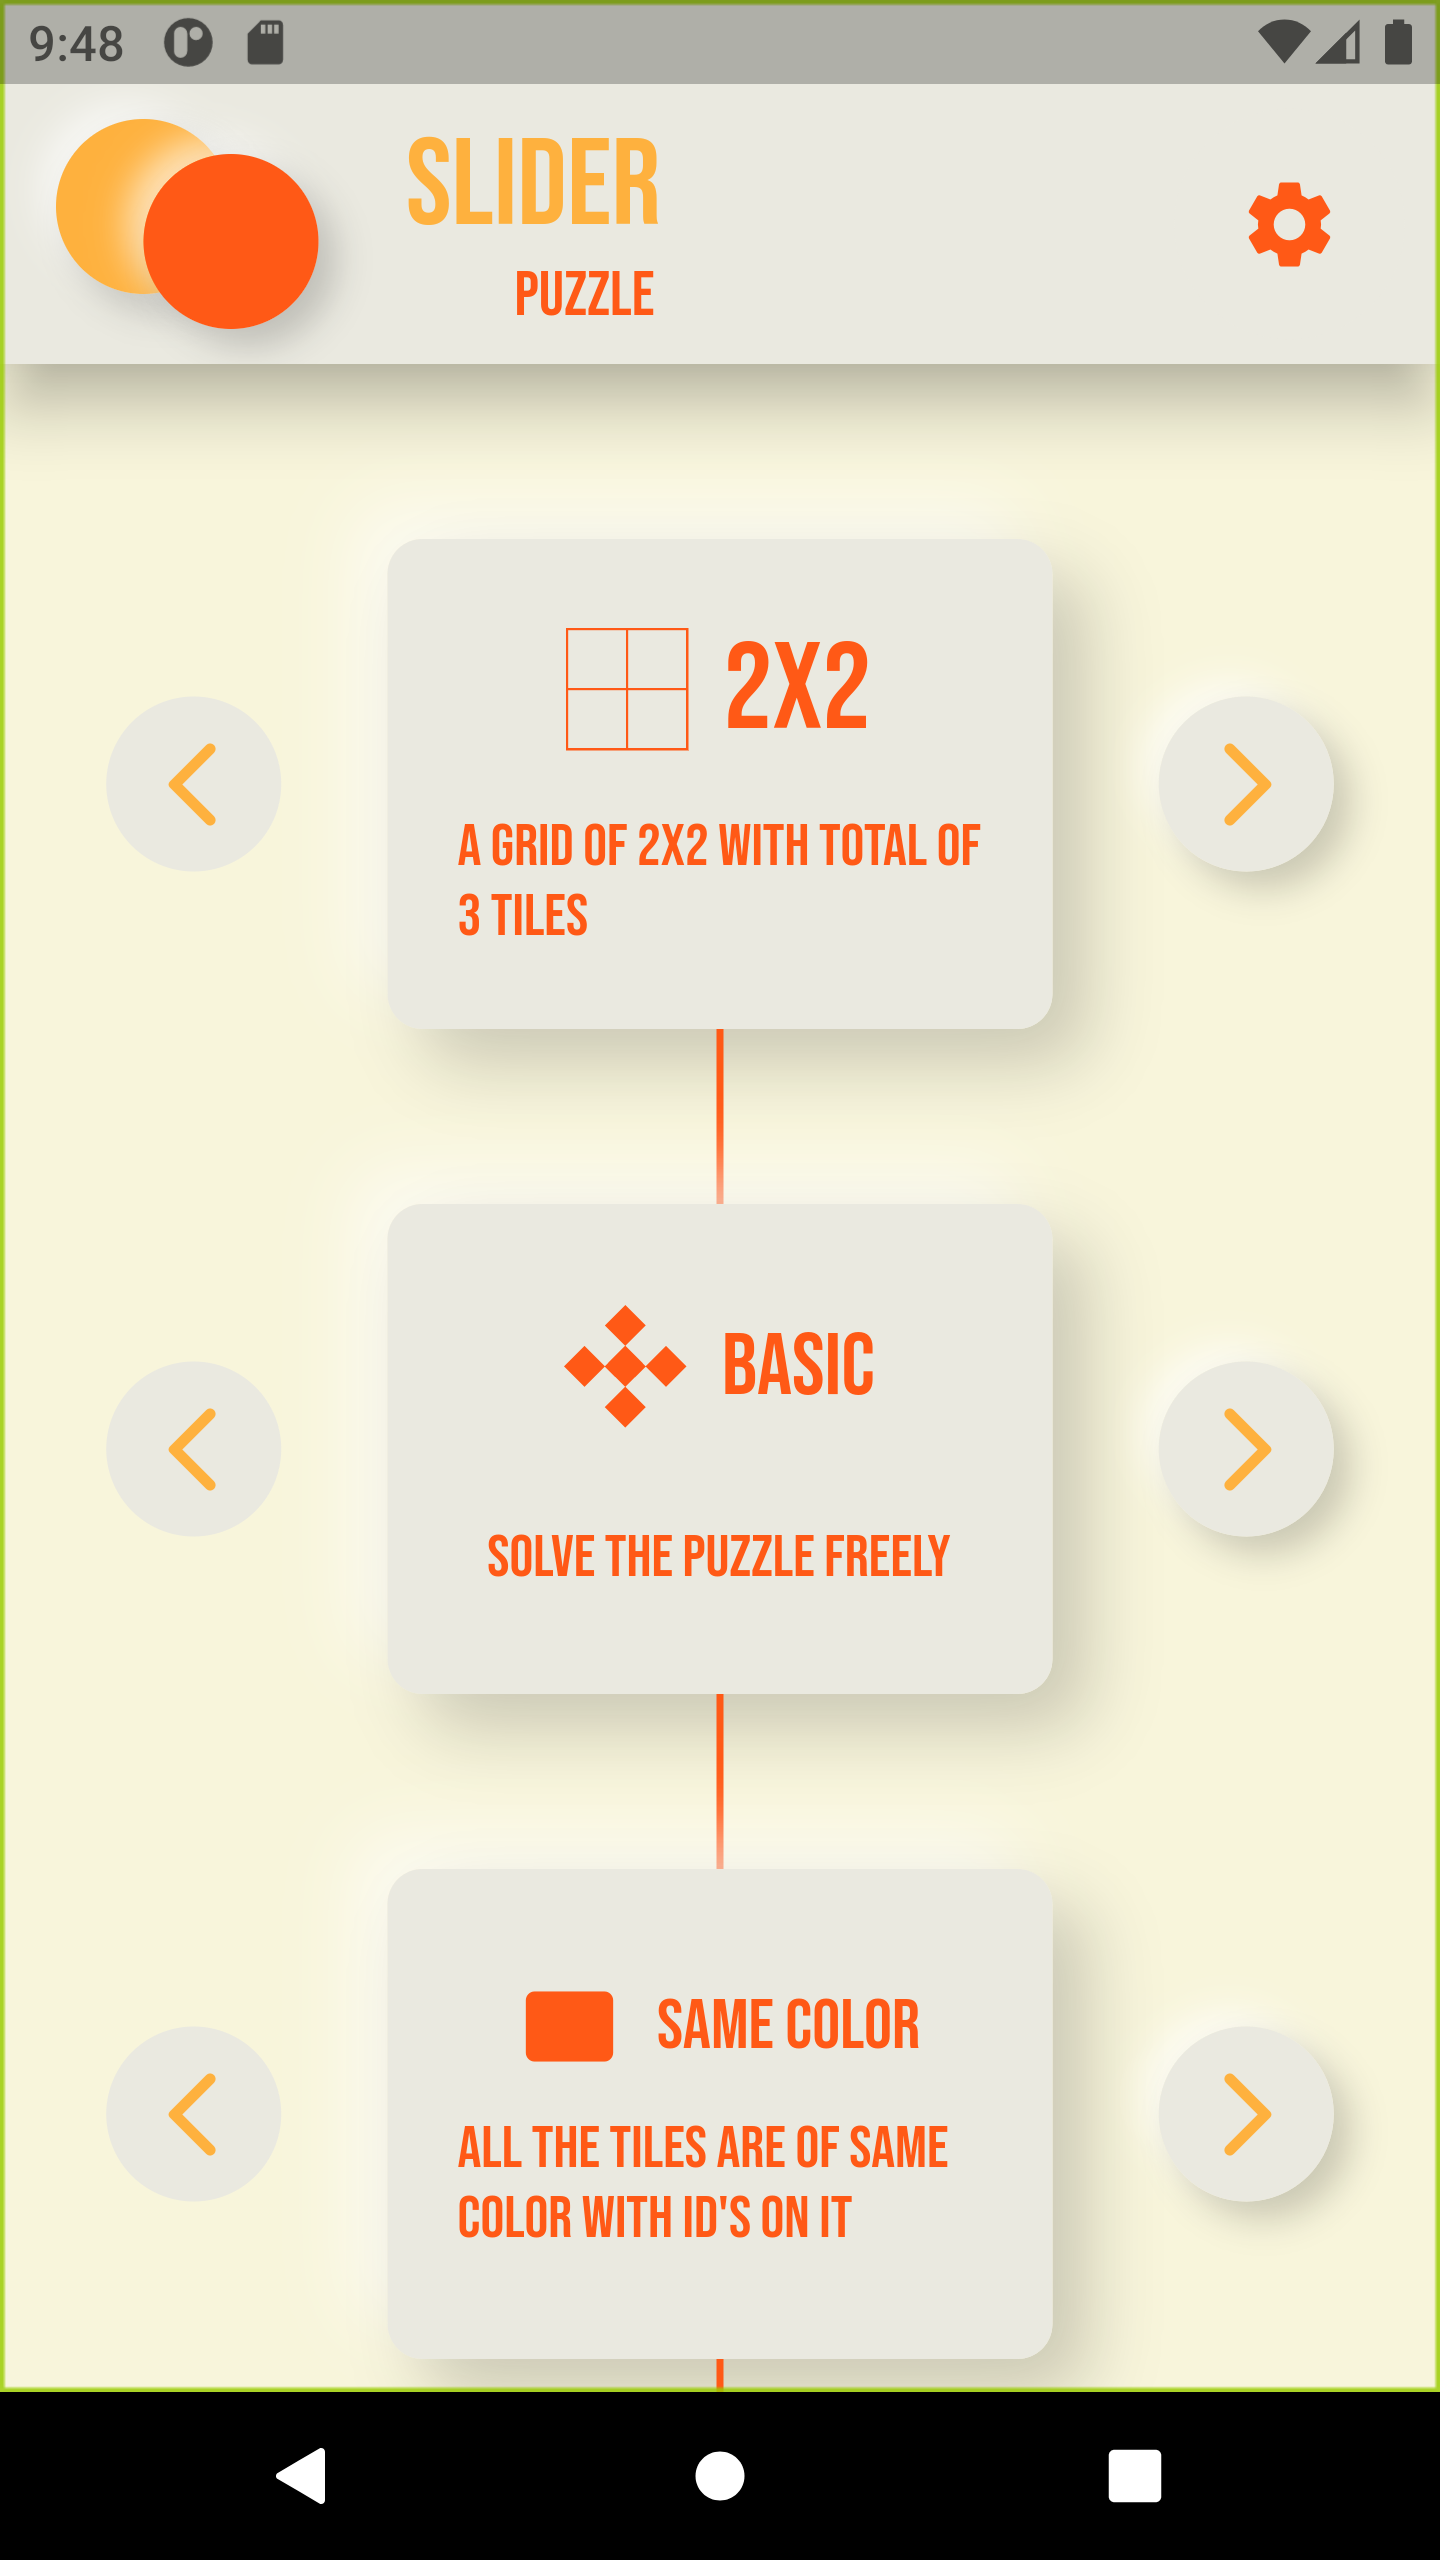 9:48
SLIDER
PUZZLE
2X2
A GRID OF 2X2 WITH TOTAL OF
3 TILES
BASIC
SOLVE THE PUZZLE FREELY
SAME COLOR
ALL THE TILES ARE OF SAME
COLOR WITH ID'S ON IT